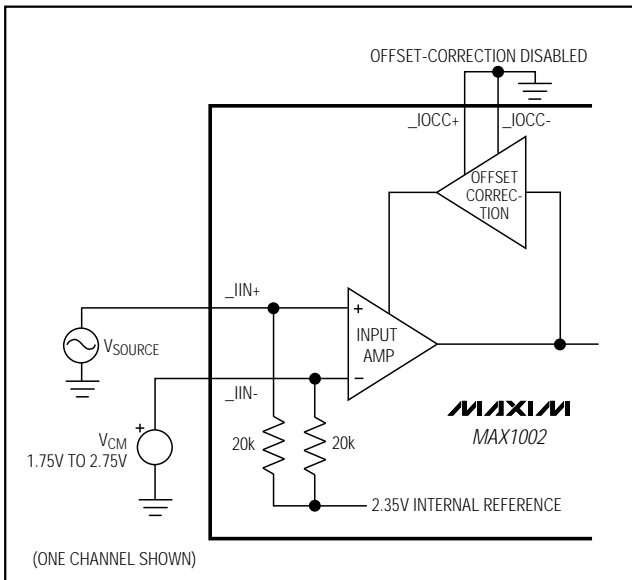 OFFSET-CORRECTION DISABLED
_IOCC+
_IOCC-
OFFSET
CORREC-
TION
_IIN+
+
INPUT
AMP
−
VSOURCE
_IIN-
+
VCM
1.75V TO 2.75V
20k
20k
MAXIM
MAX1002
2.35V INTERNAL REFERENCE
(ONE CHANNEL SHOWN)